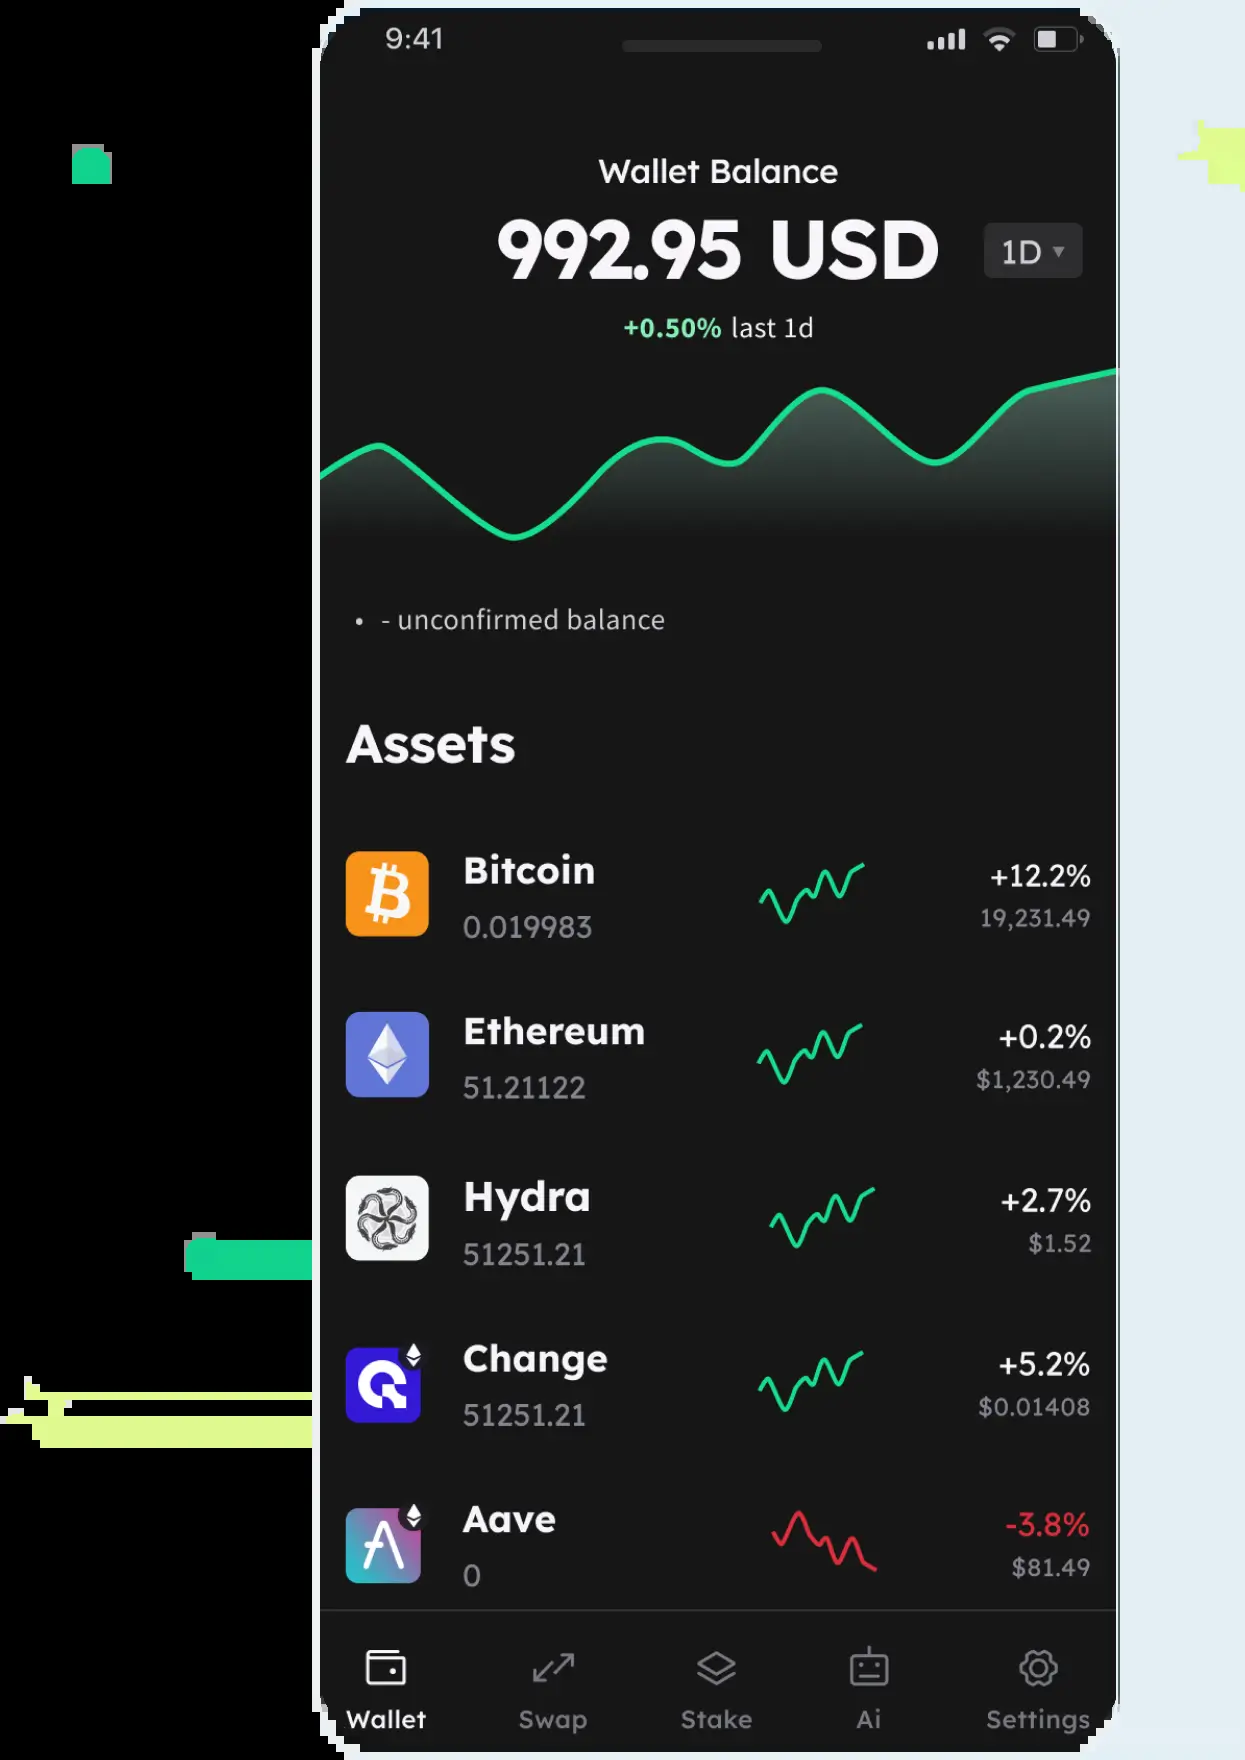 9:41
Wallet Balance
992.95 USD
1D ▾
+0.50% last 1d
• - unconfirmed balance
Assets
Bitcoin
+12.2%
0.019983
19,231.49
Ethereum
+0.2%
51.21122
$1,230.49
Hydra
+2.7%
51251.21
$1.52
Change
+5.2%
51251.21
$0.01408
Aave
-3.8%
0
$81.49
Wallet Swap Stake Ai Settings